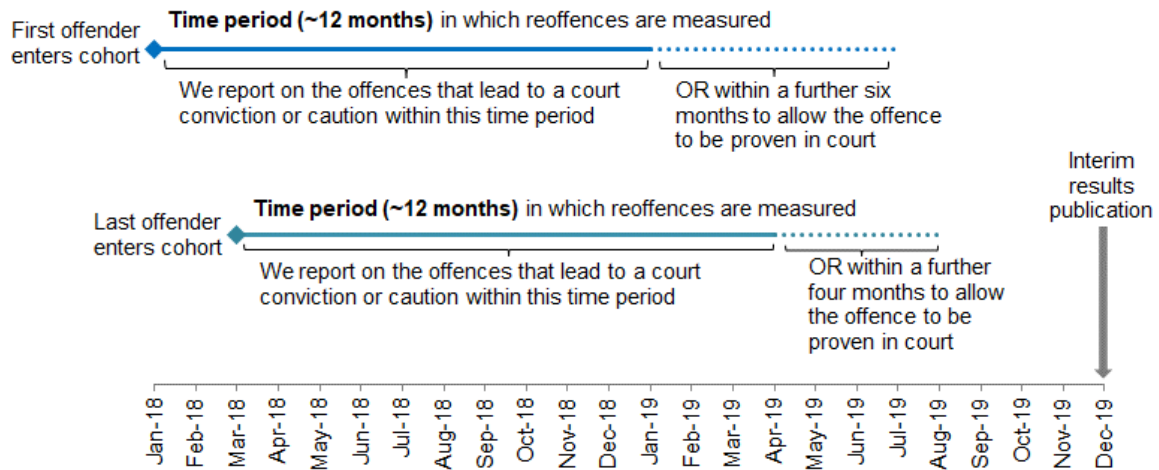 Time period (~12 months) in which reoffences are measured
First offender
enters cohort
We report on the offences that lead to a court
conviction or caution within this time period
OR within a further six
months to allow the offence
to be proven in court
Interim
results
publication
Time period (~12 months) in which reoffences are measured
Last offender
enters cohort
We report on the offences that lead to a court
conviction or caution within this time period
OR within a further
four months to allow
the offence to be
proven in court
Jan-18
Feb-18
Mar-18
Apr-18
May-18
Jun-18
Jul-18
Aug-18
Sep-18
Oct-18
Nov-18
Dec-18
Jan-19
Feb-19
Mar-19
Apr-19
May-19
Jun-19
Jul-19
Aug-19
Sep-19
Oct-19
Nov-19
Dec-19